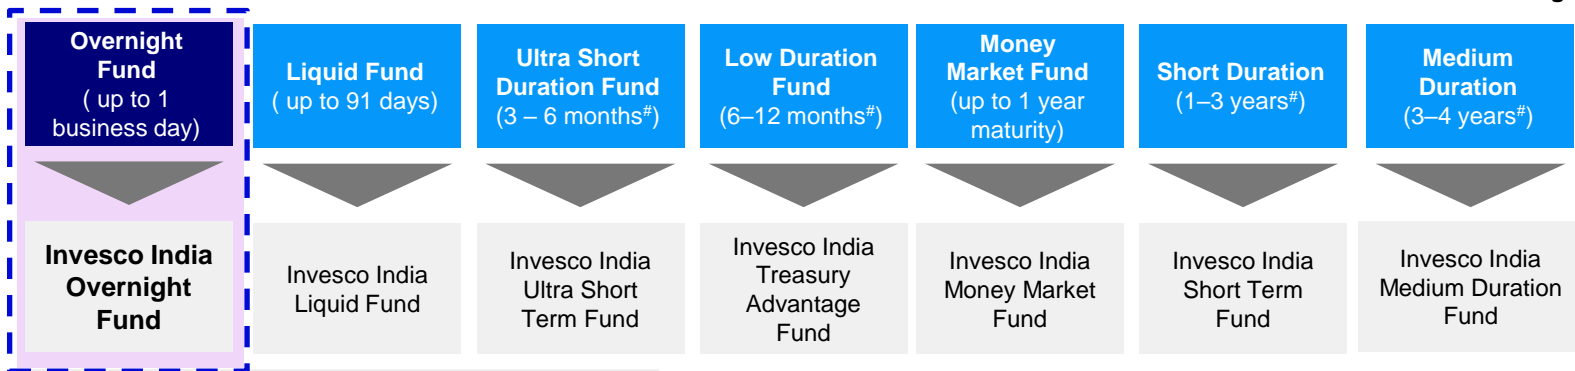 Overnight
Fund
( up to 1
business day)
Liquid Fund
( up to 91 days)
Ultra Short
Duration Fund
(3 – 6 months#)
Low Duration
Fund
(6–12 months#)
Money
Market Fund
(up to 1 year
maturity)
Short Duration
(1–3 years#)
Medium
Duration
(3–4 years#)
Invesco India
Overnight
Fund
Invesco India
Liquid Fund
Invesco India
Ultra Short
Term Fund
Invesco India
Treasury
Advantage
Fund
Invesco India
Money Market
Fund
Invesco India
Short Term
Fund
Invesco India
Medium Duration
Fund